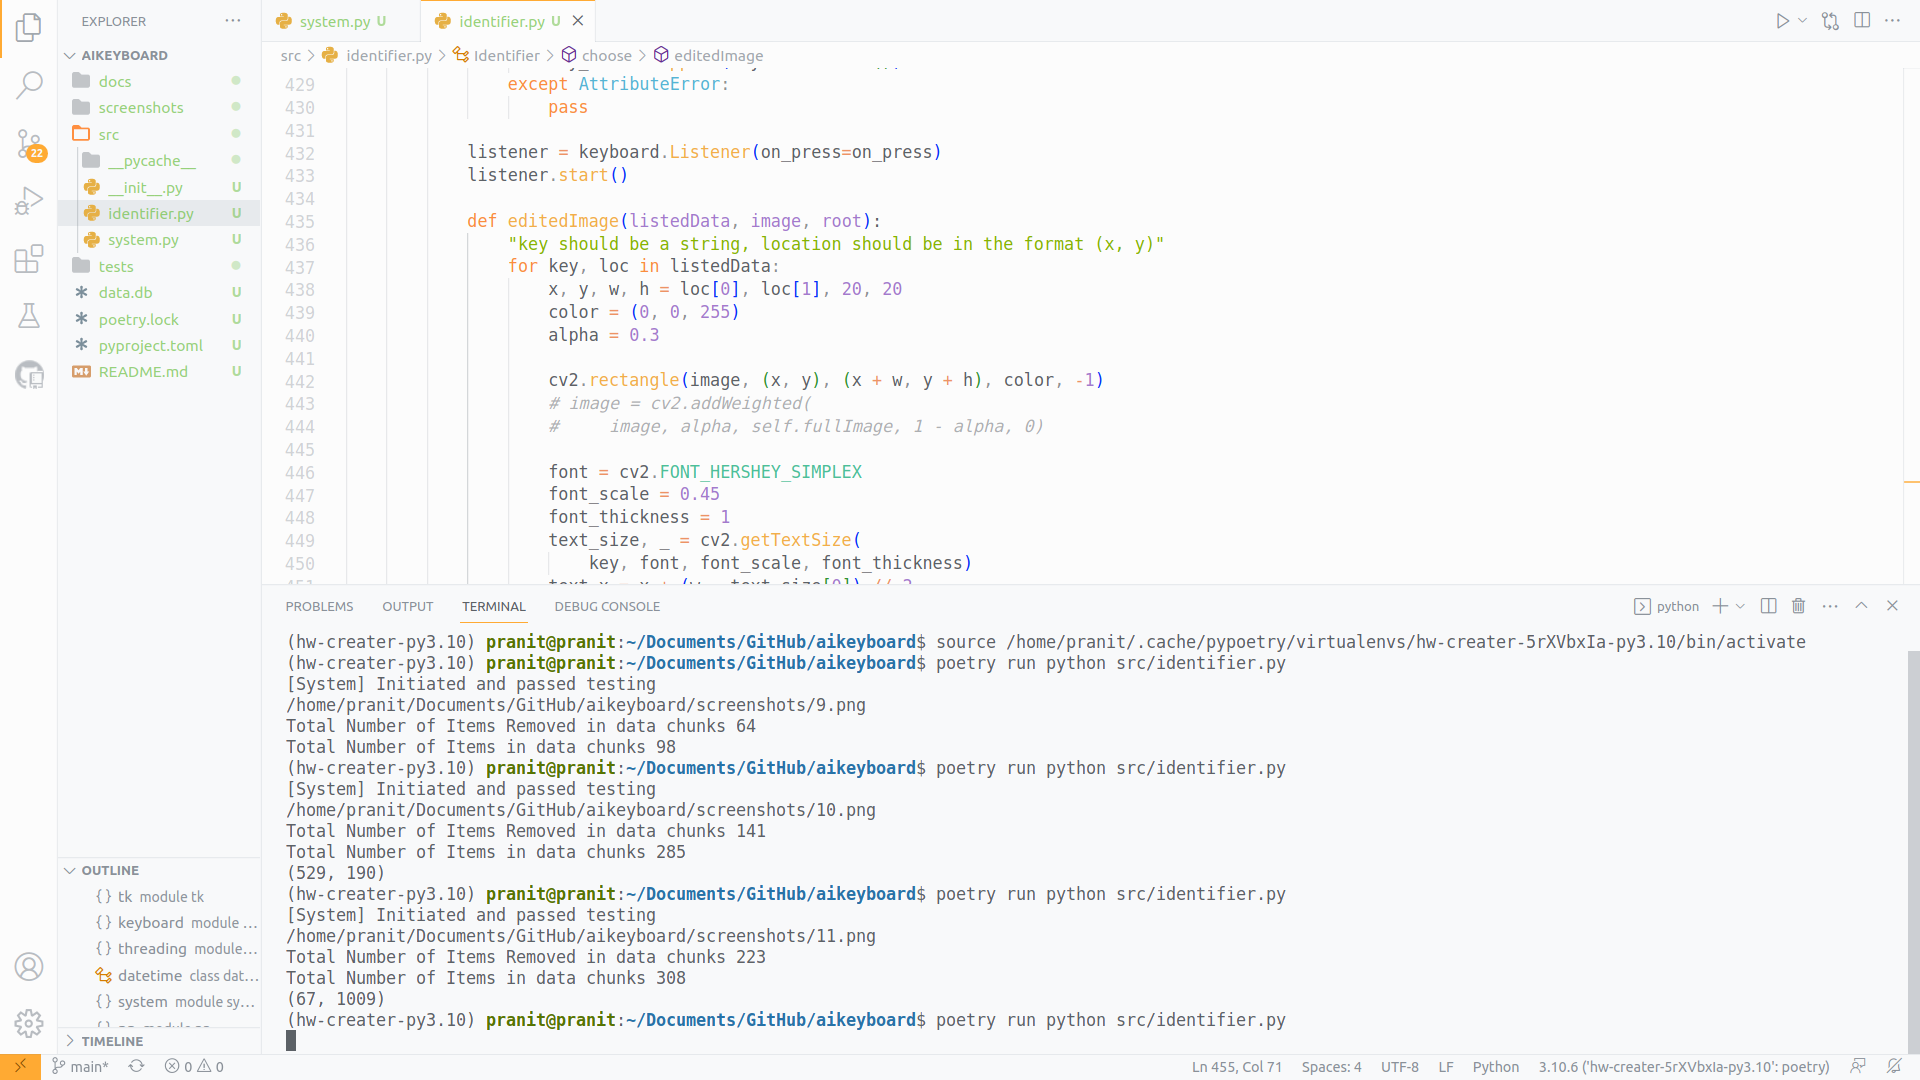 EXPLORER
AIKEYBOARD
docs
screenshots
src
__pycache__
__init__.py U
identifier.py U
system.py U
tests
data.db U
poetry.lock U
pyproject.toml U
README.md U
22
OUTLINE
tk module tk
keyboard module ...
threading module...
datetime class dat...
system module sy...
TIMELINE
system.py U
identifier.py U
src > identifier.py > Identifier > choose > editedImage
429 except AttributeError:
430 pass
431
432 listener = keyboard.Listener(on_press=on_press)
433 listener.start()
434
435 def editedImage(listedData, image, root):
436 "key should be a string, location should be in the format (x, y)"
437 for key, loc in listedData:
438 x, y, w, h = loc[0], loc[1], 20, 20
439 color = (0, 0, 255)
440 alpha = 0.3
441
442 cv2.rectangle(image, (x, y), (x + w, y + h), color, -1)
443 # image = cv2.addWeighted(
444 #     image, alpha, self.fullImage, 1 - alpha, 0)
445
446 font = cv2.FONT_HERSHEY_SIMPLEX
447 font_scale = 0.45
448 font_thickness = 1
449 text_size, _ = cv2.getTextSize(
450 key, font, font_scale, font_thickness)
PROBLEMS OUTPUT TERMINAL DEBUG CONSOLE
python
(hw-creater-py3.10) pranit@pranit:~/Documents/GitHub/aikeyboard$ source /home/pranit/.cache/pypoetry/virtualenvs/hw-creater-5rXVbxIa-py3.10/bin/activate
(hw-creater-py3.10) pranit@pranit:~/Documents/GitHub/aikeyboard$ poetry run python src/identifier.py
[System] Initiated and passed testing
/home/pranit/Documents/GitHub/aikeyboard/screenshots/9.png
Total Number of Items Removed in data chunks 64
Total Number of Items in data chunks 98
(hw-creater-py3.10) pranit@pranit:~/Documents/GitHub/aikeyboard$ poetry run python src/identifier.py
[System] Initiated and passed testing
/home/pranit/Documents/GitHub/aikeyboard/screenshots/10.png
Total Number of Items Removed in data chunks 141
Total Number of Items in data chunks 285
(529, 190)
(hw-creater-py3.10) pranit@pranit:~/Documents/GitHub/aikeyboard$ poetry run python src/identifier.py
[System] Initiated and passed testing
/home/pranit/Documents/GitHub/aikeyboard/screenshots/11.png
Total Number of Items Removed in data chunks 223
Total Number of Items in data chunks 308
(67, 1009)
(hw-creater-py3.10) pranit@pranit:~/Documents/GitHub/aikeyboard$ poetry run python src/identifier.py
main* 0 0 Ln 455, Col 71 Spaces: 4 UTF-8 LF Python 3.10.6 ('hw-creater-5rXVbxIa-py3.10': poetry)